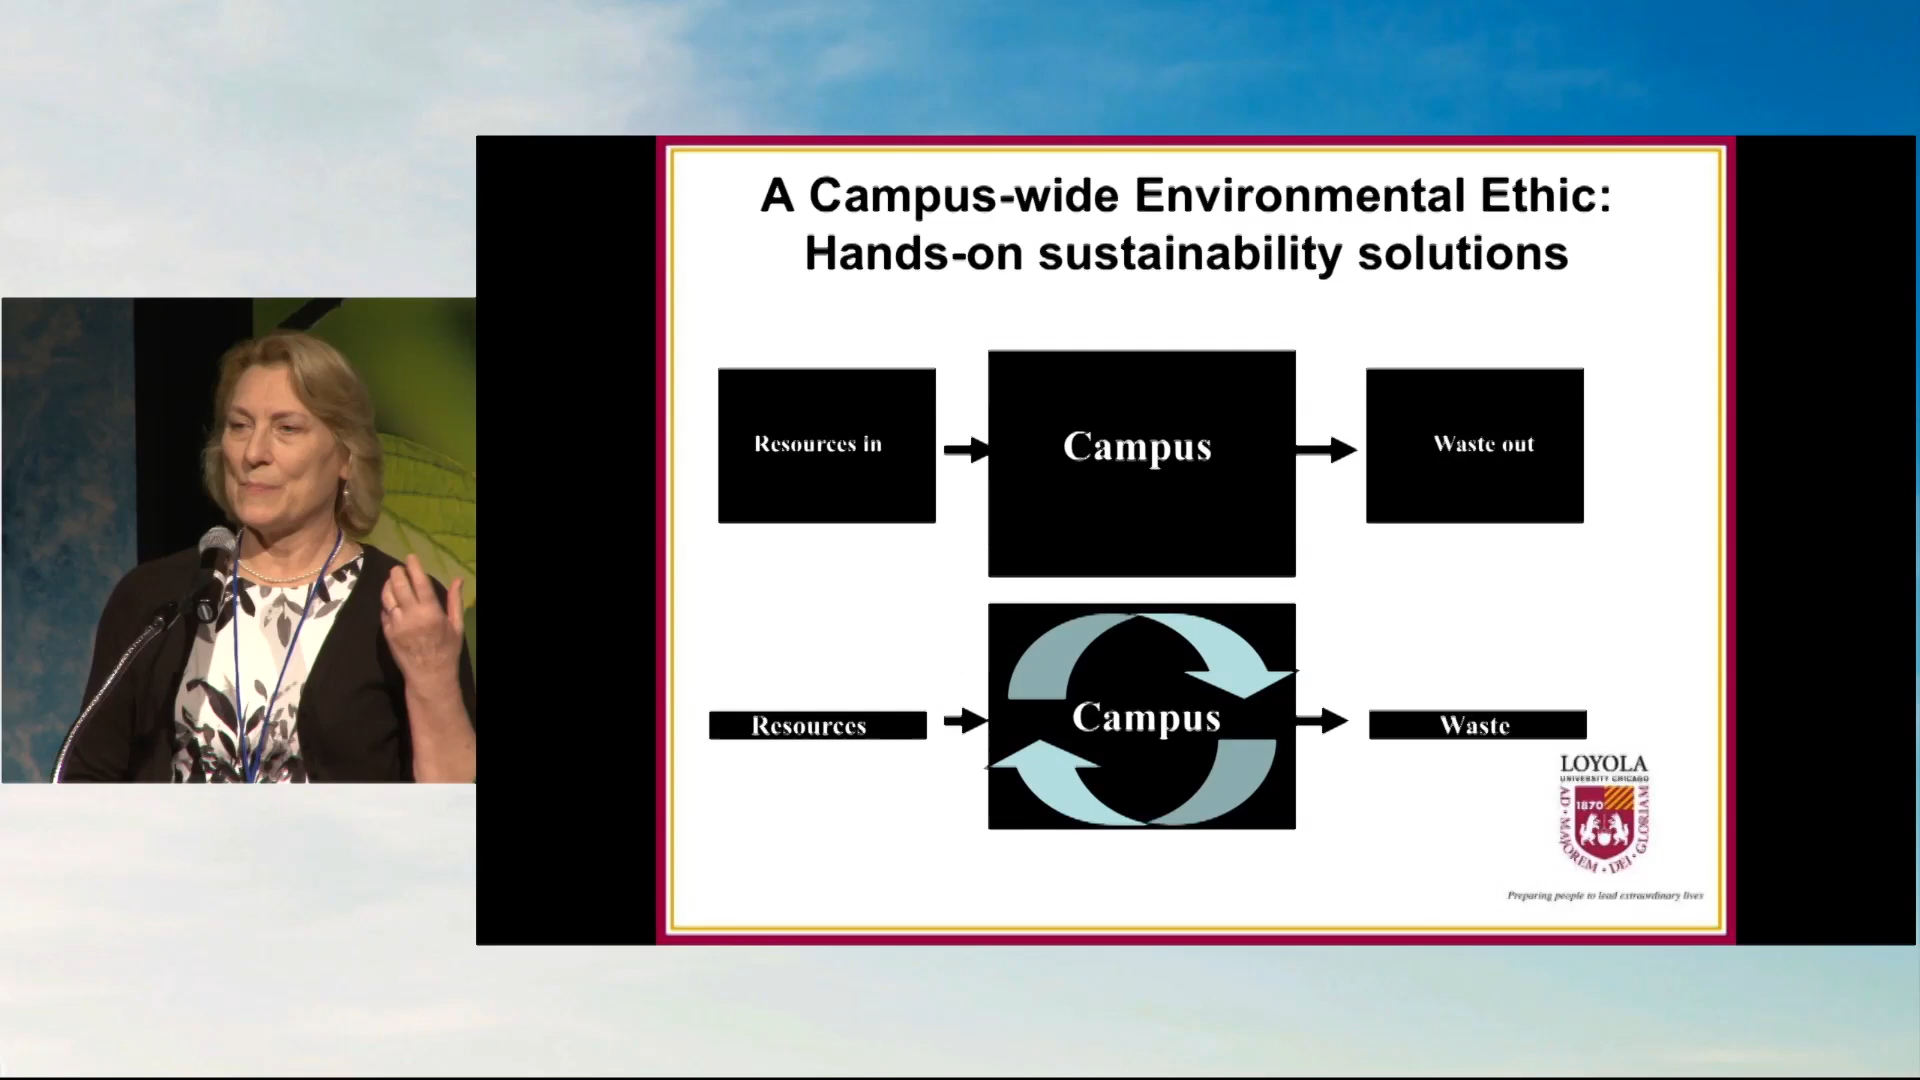 A Campus-wide Environmental Ethic:
Hands-on sustainability solutions
Resources in
Campus
Waste out
Resources
Campus
Waste
LOYOLA
UNIVERSITY CHICAGO
1870
AD • MAJOREM • DEI • GLORIAM
Preparing people to lead extraordinary lives